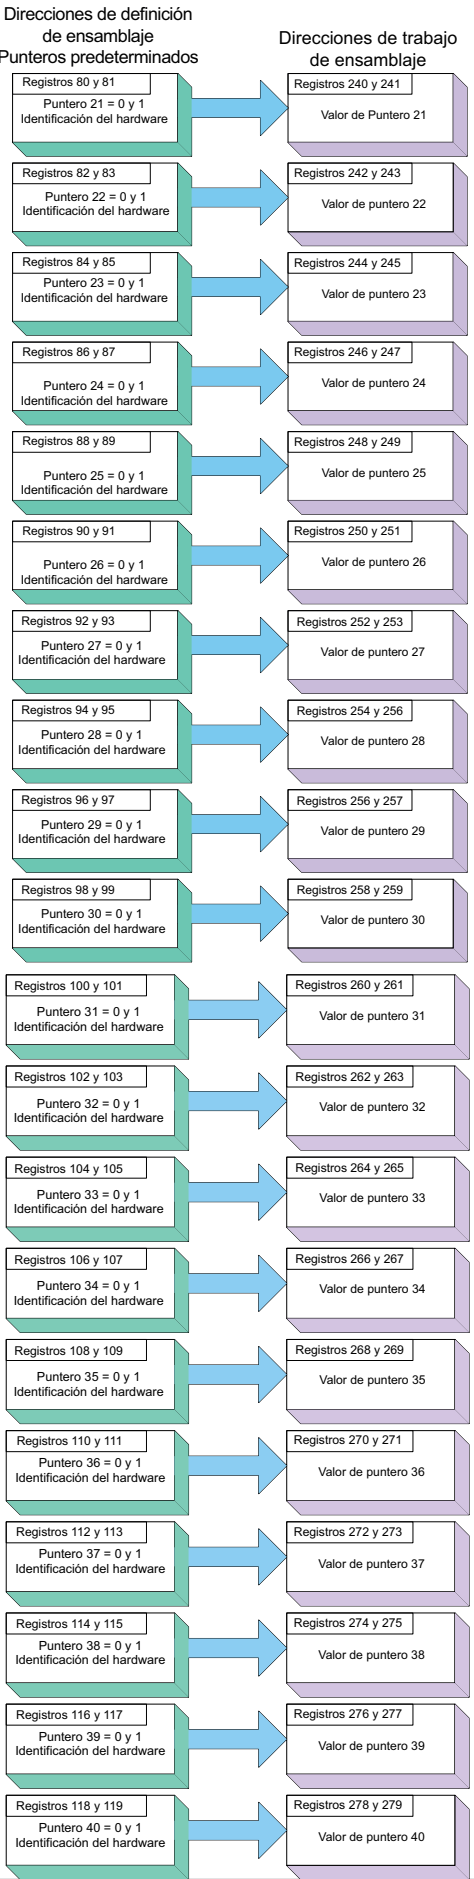 Direcciones de definición
de ensamblaje
Punteros predeterminados
Direcciones de trabajo
de ensamblaje
Registros 80 y 81
Puntero 21 = 0 y 1
Identificación del hardware
Registros 240 y 241
Valor de Puntero 21
Registros 82 y 83
Puntero 22 = 0 y 1
Identificación del hardware
Registros 242 y 243
Valor de puntero 22
Registros 84 y 85
Puntero 23 = 0 y 1
Identificación del hardware
Registros 244 y 245
Valor de puntero 23
Registros 86 y 87
Puntero 24 = 0 y 1
Identificación del hardware
Registros 246 y 247
Valor de puntero 24
Registros 88 y 89
Puntero 25 = 0 y 1
Identificación del hardware
Registros 248 y 249
Valor de puntero 25
Registros 90 y 91
Puntero 26 = 0 y 1
Identificación del hardware
Registros 250 y 251
Valor de puntero 26
Registros 92 y 93
Puntero 27 = 0 y 1
Identificación del hardware
Registros 252 y 253
Valor de puntero 27
Registros 94 y 95
Puntero 28 = 0 y 1
Identificación del hardware
Registros 254 y 256
Valor de puntero 28
Registros 96 y 97
Puntero 29 = 0 y 1
Identificación del hardware
Registros 256 y 257
Valor de puntero 29
Registros 98 y 99
Puntero 30 = 0 y 1
Identificación del hardware
Registros 258 y 259
Valor de puntero 30
Registros 100 y 101
Puntero 31 = 0 y 1
Identificación del hardware
Registros 260 y 261
Valor de puntero 31
Registros 102 y 103
Puntero 32 = 0 y 1
Identificación del hardware
Registros 262 y 263
Valor de puntero 32
Registros 104 y 105
Puntero 33 = 0 y 1
Identificación del hardware
Registros 264 y 265
Valor de puntero 33
Registros 106 y 107
Puntero 34 = 0 y 1
Identificación del hardware
Registros 266 y 267
Valor de puntero 34
Registros 108 y 109
Puntero 35 = 0 y 1
Identificación del hardware
Registros 268 y 269
Valor de puntero 35
Registros 110 y 111
Puntero 36 = 0 y 1
Identificación del hardware
Registros 270 y 271
Valor de puntero 36
Registros 112 y 113
Puntero 37 = 0 y 1
Identificación del hardware
Registros 272 y 273
Valor de puntero 37
Registros 114 y 115
Puntero 38 = 0 y 1
Identificación del hardware
Registros 274 y 275
Valor de puntero 38
Registros 116 y 117
Puntero 39 = 0 y 1
Identificación del hardware
Registros 276 y 277
Valor de puntero 39
Registros 118 y 119
Puntero 40 = 0 y 1
Identificación del hardware
Registros 278 y 279
Valor de puntero 40